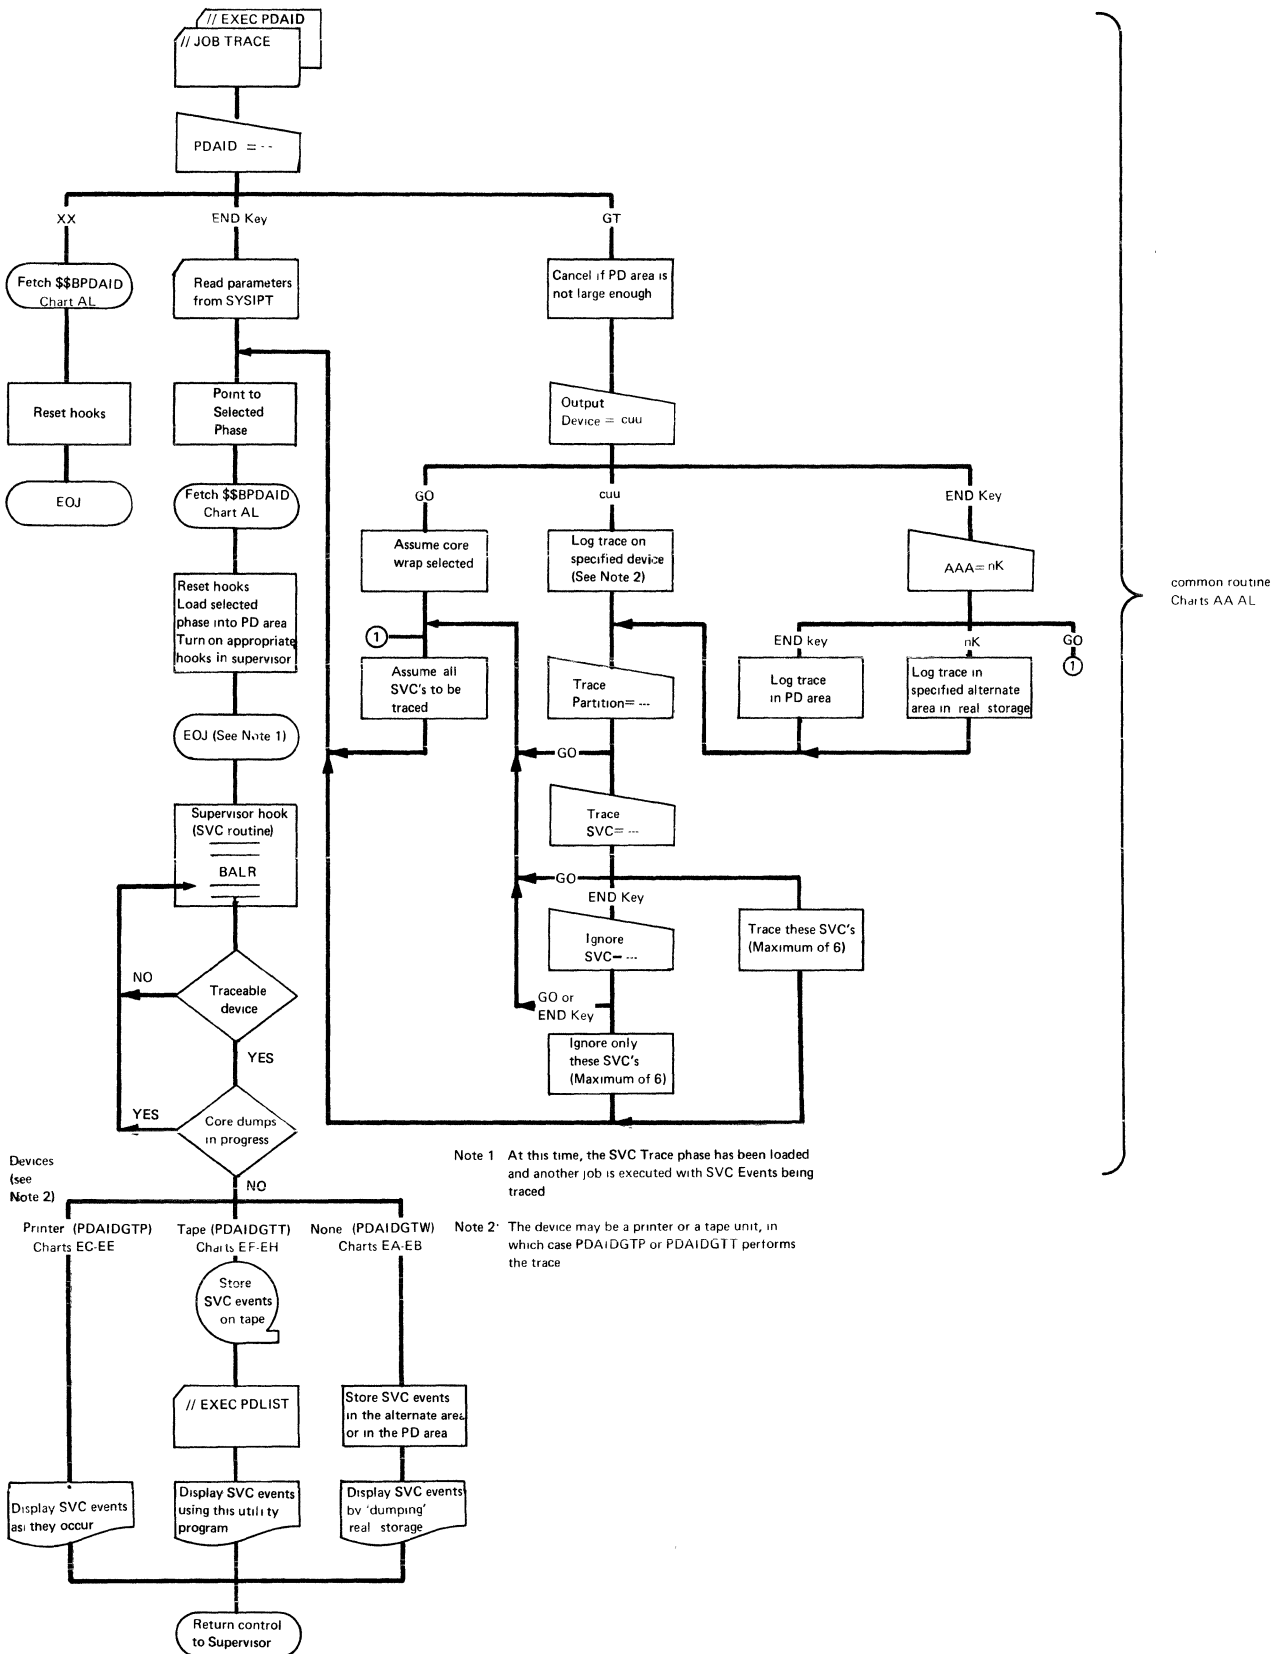 // EXEC PDAID
// JOB TRACE
PDAID = --
XX
END Key
GT
Fetch $$BPDAID
Chart AL
Read parameters
from SYSIPT
Cancel if PD area is
not large enough
Reset hooks
Point to
Selected
Phase
Output
Device = cuu
EOJ
Fetch $$BPDAID
Chart AL
GO
cuu
END Key
Assume core
wrap selected
Log trace on
specified device
(See Note 2)
AAA= nK
Reset hooks
Load selected
phase into PD area
Turn on appropriate
hooks in supervisor
common routine
Charts AA AL
1
END key
nK
GO
1
Assume all
SVC's to be
traced
Trace
Partition= ---
Log trace
in PD area
Log trace in
specified alternate
area in real storage
EOJ (See Note 1)
GO
Supervisor hook
(SVC routine)
BALR
Trace
SVC= ---
GO
END Key
Ignore
SVC= ---
Trace these SVC's
(Maximum of 6)
NO
Traceable
device
GO or
END Key
YES
Ignore only
these SVC's
(Maximum of 6)
YES
Core dumps
in progress
NO
Devices
(see
Note 2)
Note 1 At this time, the SVC Trace phase has been loaded
and another job is executed with SVC Events being
traced
Printer (PDAIDGTP)
Charts EC-EE
Tape (PDAIDGTT)
Charts EF-EH
None (PDAIDGTW)
Charts EA-EB
Note 2· The device may be a printer or a tape unit, in
which case PDAIDGTP or PDAIDGTT performs
the trace
Store
SVC events
on tape
// EXEC PDLIST
Store SVC events
in the alternate area
or in the PD area
Display SVC events
as they occur
Display SVC events
using this utility
program
Display SVC events
by 'dumping'
real storage
Return control
to Supervisor